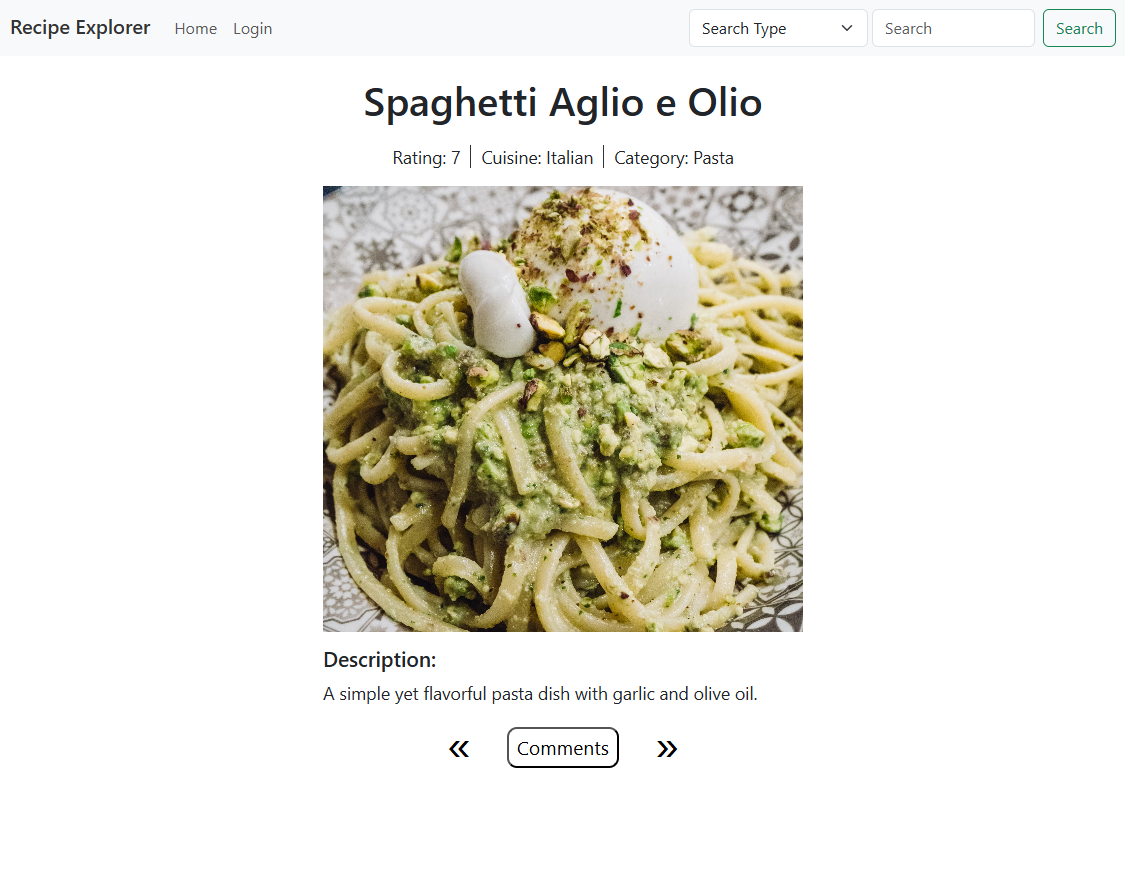 Recipe Explorer Home Login Search Type Search Search
Spaghetti Aglio e Olio
Rating: 7 Cuisine: Italian Category: Pasta
Description:
A simple yet flavorful pasta dish with garlic and olive oil.
« Comments »